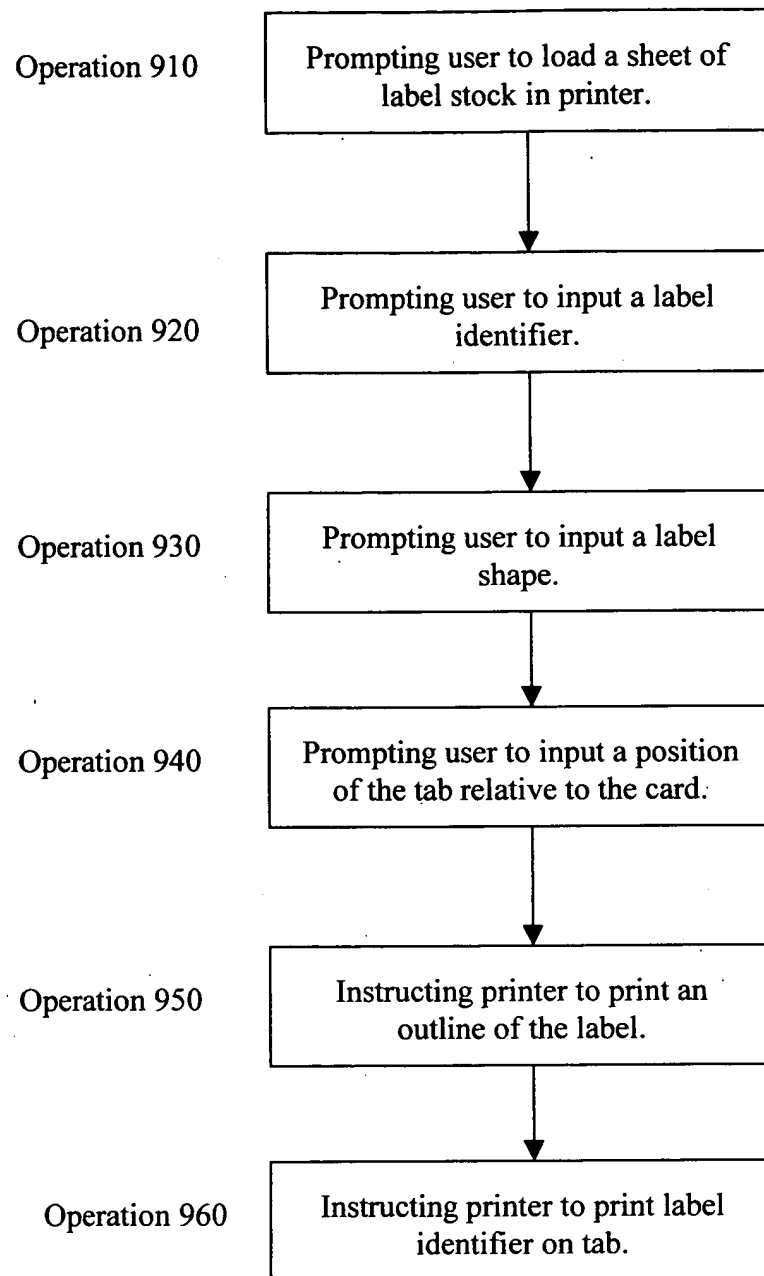 Operation 910
Prompting user to load a sheet of
label stock in printer.
Operation 920
Prompting user to input a label
identifier.
Operation 930
Prompting user to input a label
shape.
Operation 940
Prompting user to input a position
of the tab relative to the card.
Operation 950
Instructing printer to print an
outline of the label.
Operation 960
Instructing printer to print label
identifier on tab.